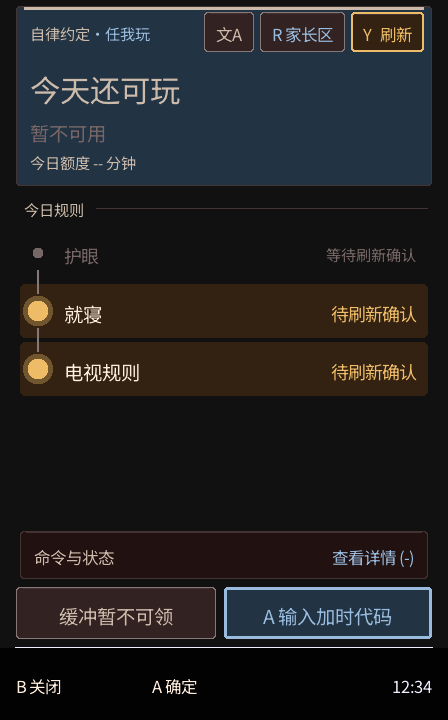 自律约定·任我玩 文A R 家长区 Y 刷新
今天还可玩
暂不可用
今日额度 -- 分钟
今日规则
护眼 等待刷新确认
就寝 待刷新确认
电视规则 待刷新确认
命令与状态 查看详情 (-)
缓冲暂不可领 A 输入加时代码
B 关闭 A 确定 12:34